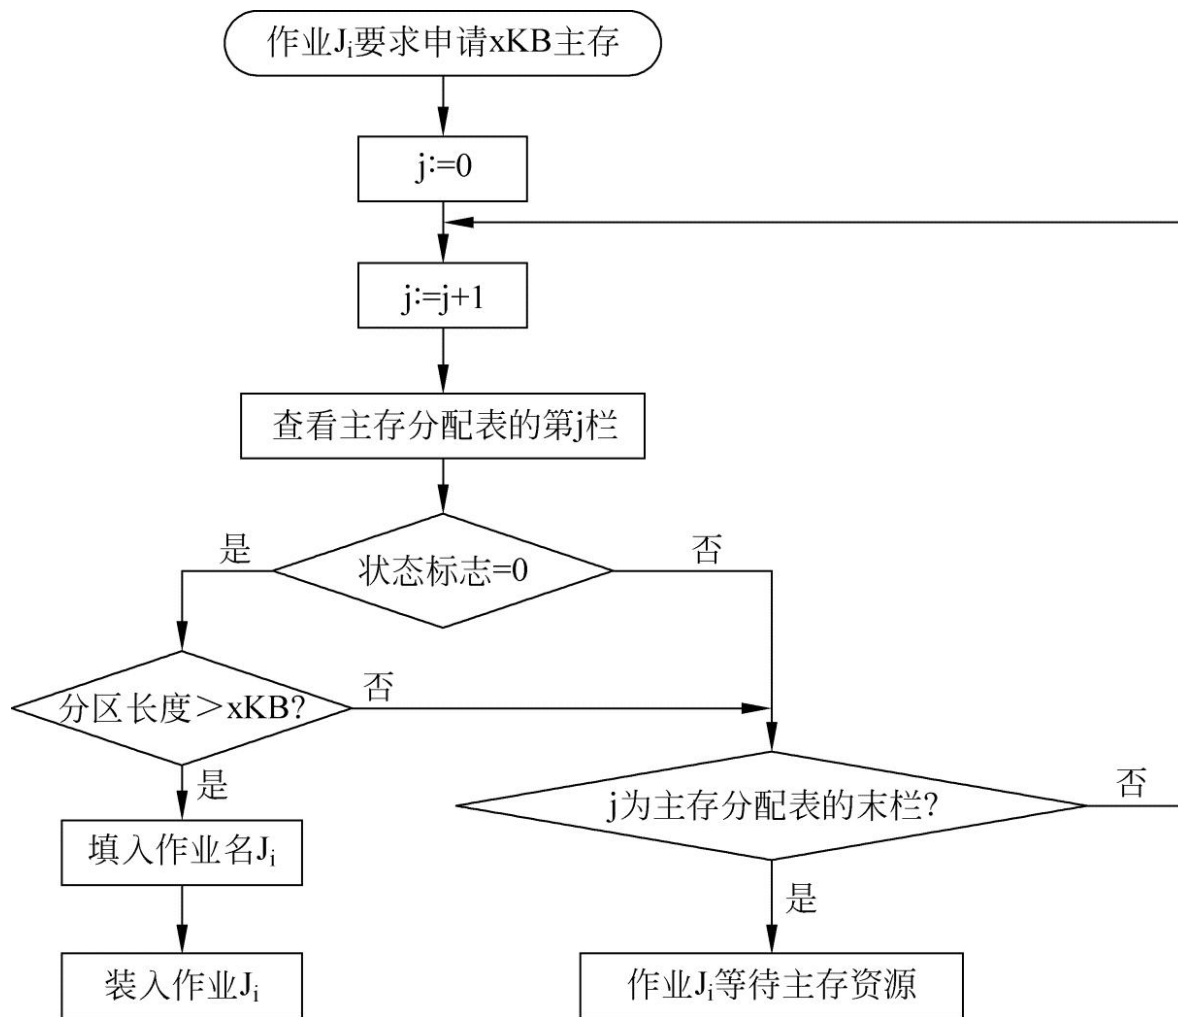 作业Jᵢ要求申请xKB主存
j:=0
j:=j+1
查看主存分配表的第j栏
是
状态标志=0
否
分区长度＞xKB?
否
是
j为主存分配表的末栏?
否
填入作业名Jᵢ
是
装入作业Jᵢ
作业Jᵢ等待主存资源